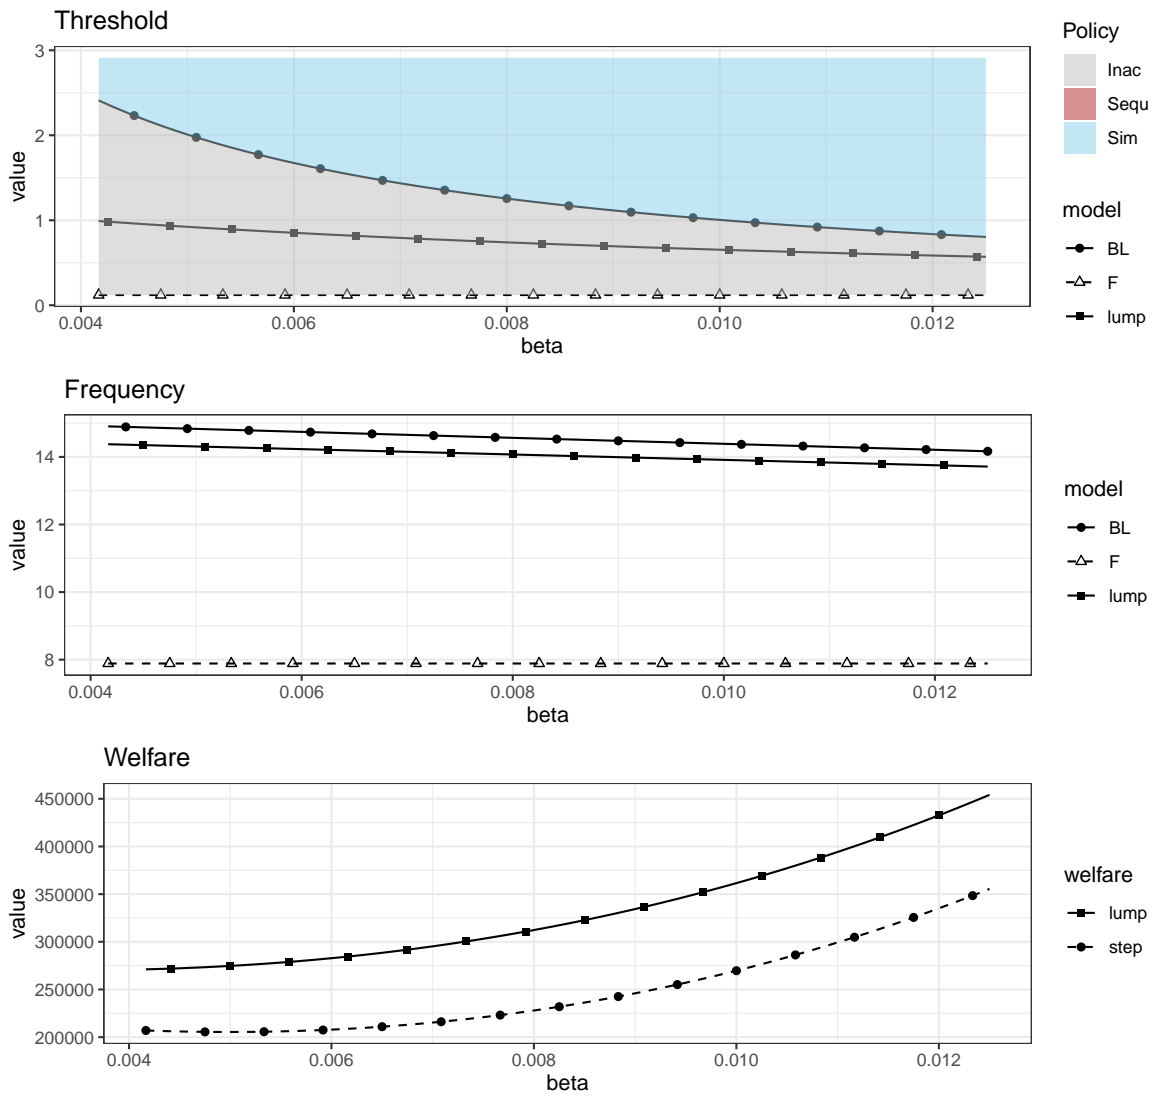 Threshold
3
2
1
0
value
0.004
0.006
0.008
0.010
0.012
beta
Policy
Inac
Sequ
Sim
model
BL
F
lump
Frequency
14
12
10
8
value
0.004
0.006
0.008
0.010
0.012
beta
model
BL
F
lump
Welfare
450000
400000
350000
300000
250000
200000
value
0.004
0.006
0.008
0.010
0.012
beta
welfare
lump
step